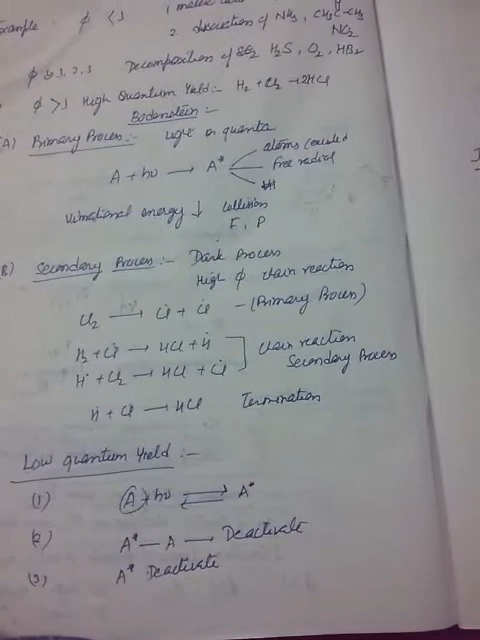 Example φ < 1
2. dissociation of NH3, CH3 C-CH3
O
NO2
φ 1, 2, 3 Decomposition of SO2 H2S, O2, HBr
φ > 1 High Quantum Yield :- H2 + Cl2 → 2HCl
Bodenstein :-
(A) Primary Process :- Light or quanta
A + hν → A*
atoms
free radical
Vibrational energy ↓ collision
F, P
(B) Secondary Process :- Dark Process
High φ chain reaction
Cl2 → Cl + Cl - (Primary Process)
H2 + Cl → HCl + H
chain reaction
Secondary Process
H + Cl2 → HCl + Cl
H + Cl → HCl Termination
Low quantum Yield :-
(1) A + hν ⇌ A*
(2) A* — A → Deactivate
(3) A* Deactivate